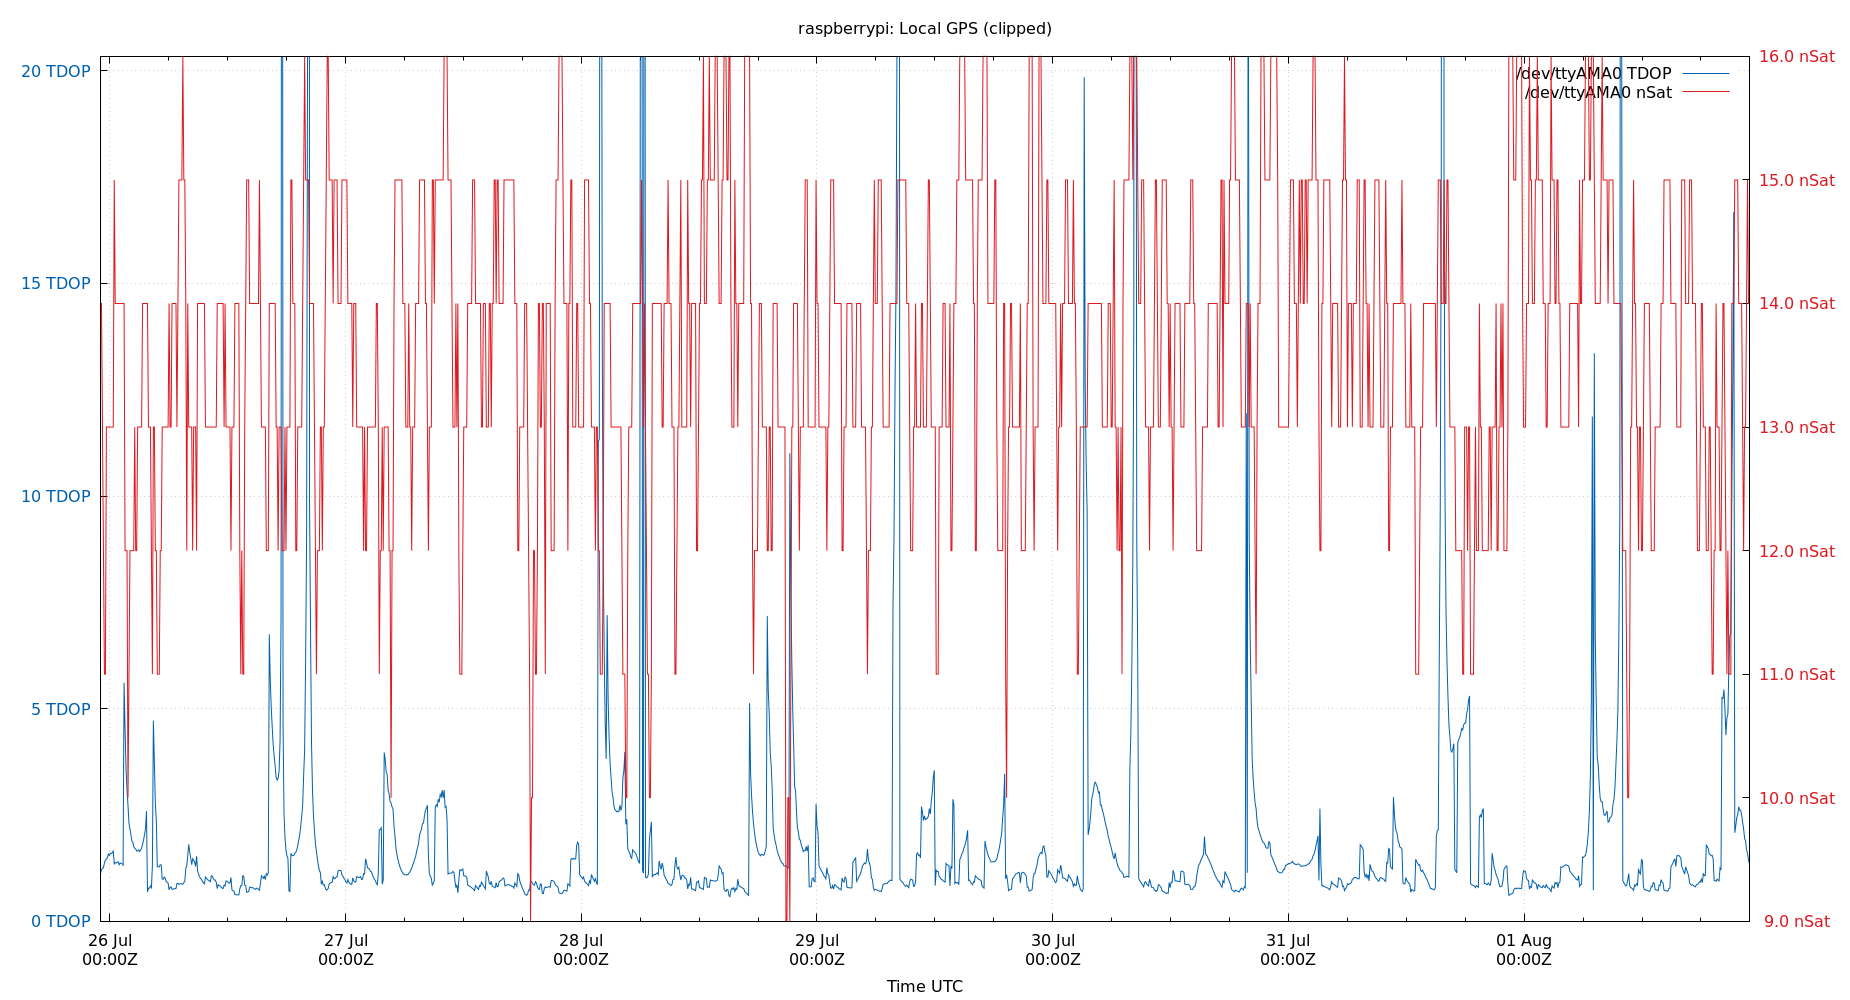 raspberrypi: Local GPS (clipped)
20 TDOP
15 TDOP
10 TDOP
5 TDOP
0 TDOP
16.0 nSat
15.0 nSat
14.0 nSat
13.0 nSat
12.0 nSat
11.0 nSat
10.0 nSat
9.0 nSat
/dev/ttyAMA0 TDOP
/dev/ttyAMA0 nSat
26 Jul 27 Jul 28 Jul 29 Jul 30 Jul 31 Jul 01 Aug
00:00Z 00:00Z 00:00Z 00:00Z 00:00Z 00:00Z 00:00Z
Time UTC